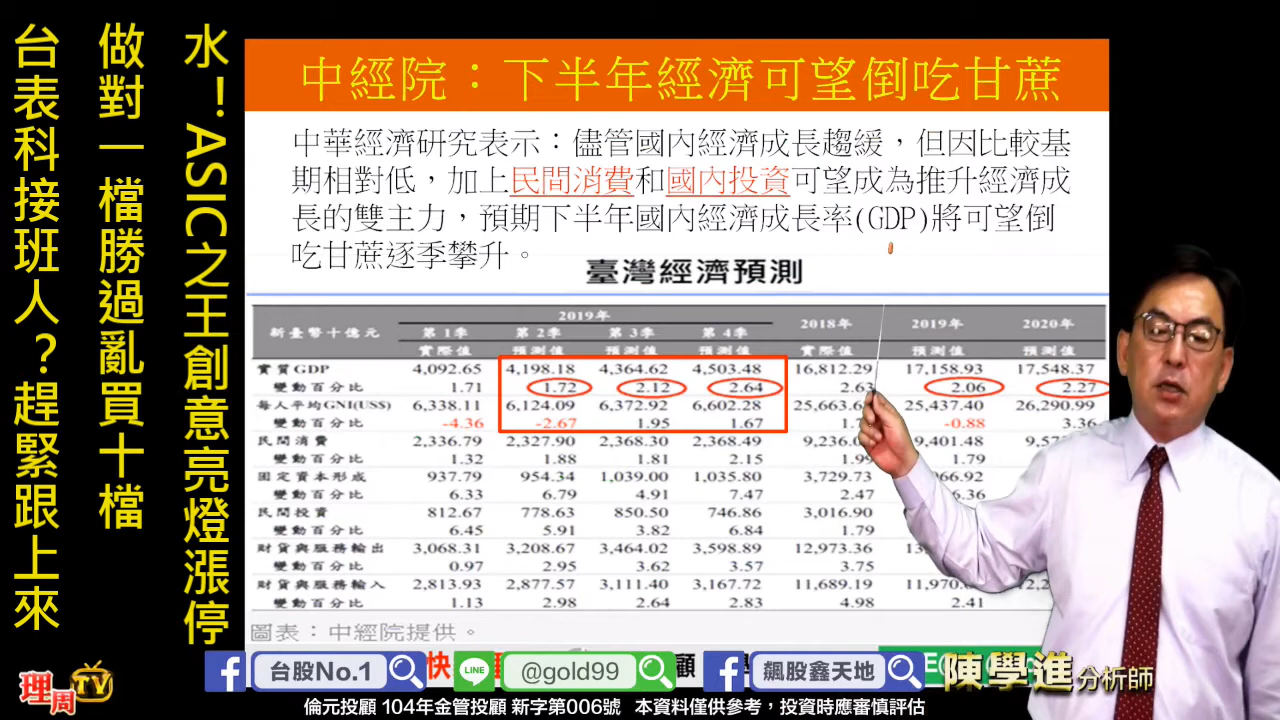 水！ASIC之王創意亮燈漲停
做對一檔勝過亂買十檔
台表科接班人？趕緊跟上來
中經院：下半年經濟可望倒吃甘蔗
中華經濟研究表示：儘管國內經濟成長趨緩，但因比較基
期相對低，加上民間消費和國內投資可望成為推升經濟成
長的雙主力，預期下半年國內經濟成長率(GDP)將可望倒
吃甘蔗逐季攀升。
臺灣經濟預測
新臺幣十億元 2019年 2018年 2019年 2020年
第1季 第2季 第3季 第4季
實際值 預測值 預測值 預測值 實際值 預測值 預測值
實質GDP 4,092.65 4,198.18 4,364.62 4,503.48 16,812.29 17,158.93 17,548.37
變動百分比 1.71 1.72 2.12 2.64 2.63 2.06 2.27
每人平均GNI(US$) 6,338.11 6,124.09 6,372.92 6,602.28 25,437.40 26,290.99
變動百分比 -4.36 -2.67 1.95 1.67 -0.88 3.36
民間消費 2,336.79 2,327.90 2,368.30 2,368.49
變動百分比 1.32 1.88 1.81 2.15 1.99 1.79
固定資本形成 937.79 954.34 1,039.00 1,035.80 3,729.73
變動百分比 6.33 6.79 4.91 7.47 2.47 6.36
民間投資 812.67 778.63 850.50 746.86 3,016.90
變動百分比 6.45 5.91 3.82 6.84 1.79
財貨與服務輸出 3,068.31 3,208.67 3,464.02 3,598.89 12,973.36
變動百分比 0.97 2.95 3.62 3.57 3.75
財貨與服務輸入 2,813.93 2,877.57 3,111.40 3,167.72 11,689.19
變動百分比 1.13 2.98 2.64 2.83 4.98 2.41
圖表：中經院提供。
理周TV
台股No.1
LINE
@gold99
飆股鑫天地
陳學進分析師
倫元投顧 104年金管投顧 新字第006號 本資料僅供參考，投資時應審慎評估